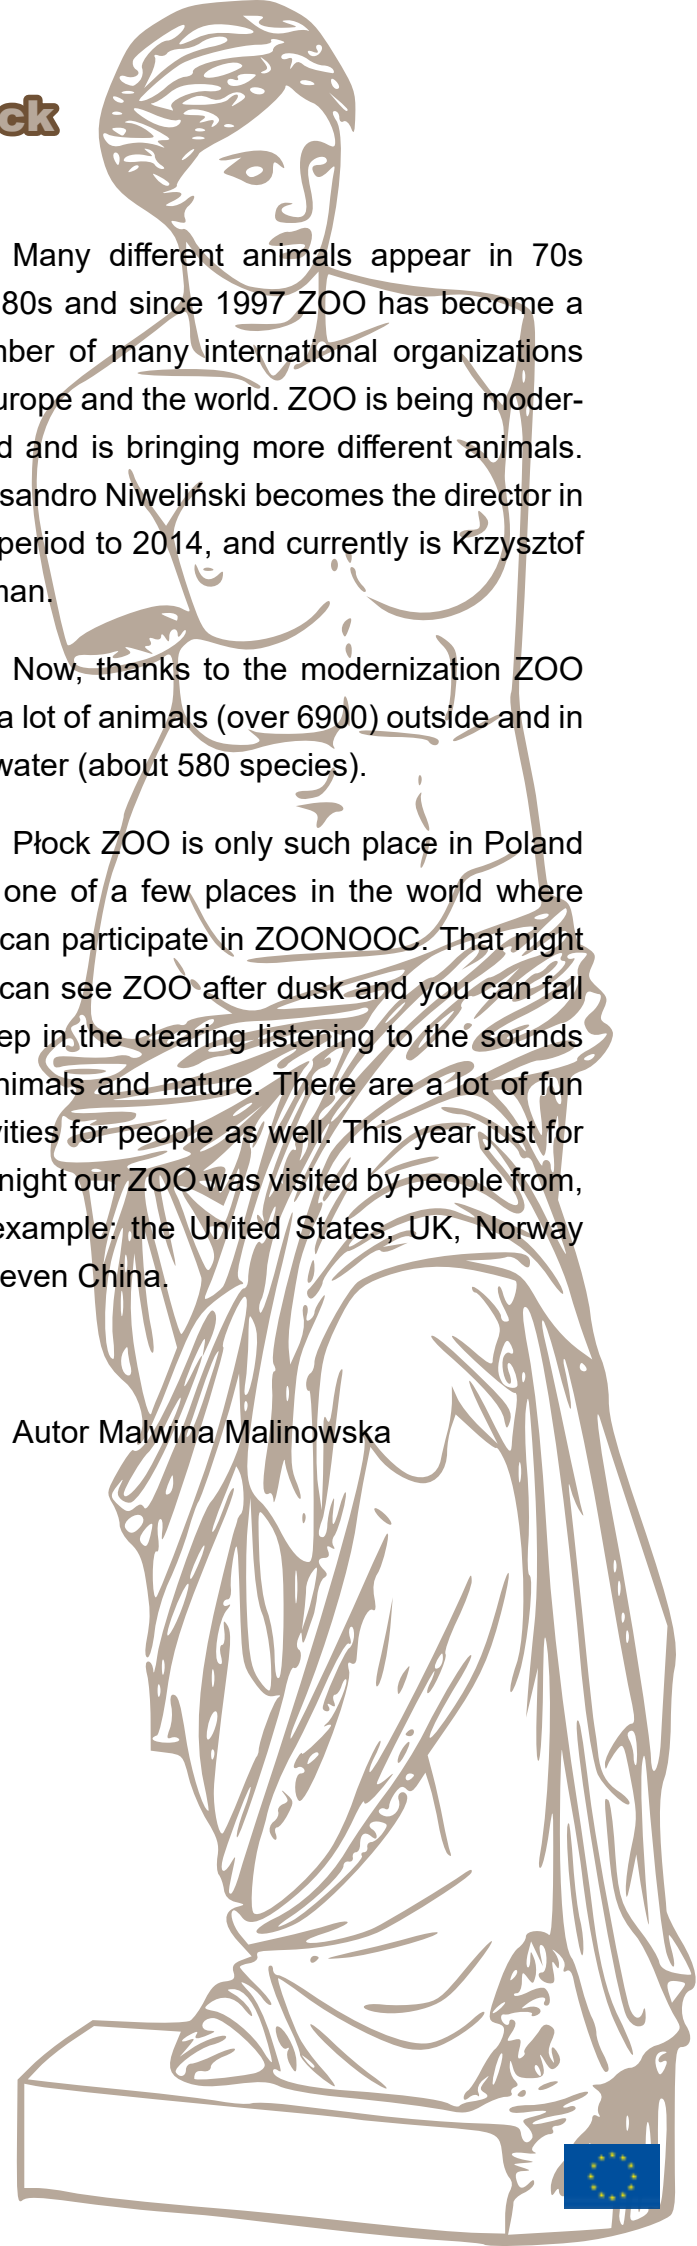 ck
Many different animals appear in 70s
80s and since 1997 ZOO has become a
mber of many international organizations
urope and the world. ZOO is being moder-
d and is bringing more different animals.
sandro Niweliński becomes the director in
period to 2014, and currently is Krzysztof
man.
Now, thanks to the modernization ZOO
a lot of animals (over 6900) outside and in
water (about 580 species).
Płock ZOO is only such place in Poland
one of a few places in the world where
can participate in ZOONOOC. That night
can see ZOO after dusk and you can fall
ep in the clearing listening to the sounds
nimals and nature. There are a lot of fun
vities for people as well. This year just for
night our ZOO was visited by people from,
example: the United States, UK, Norway
even China.
Autor Malwina Malinowska